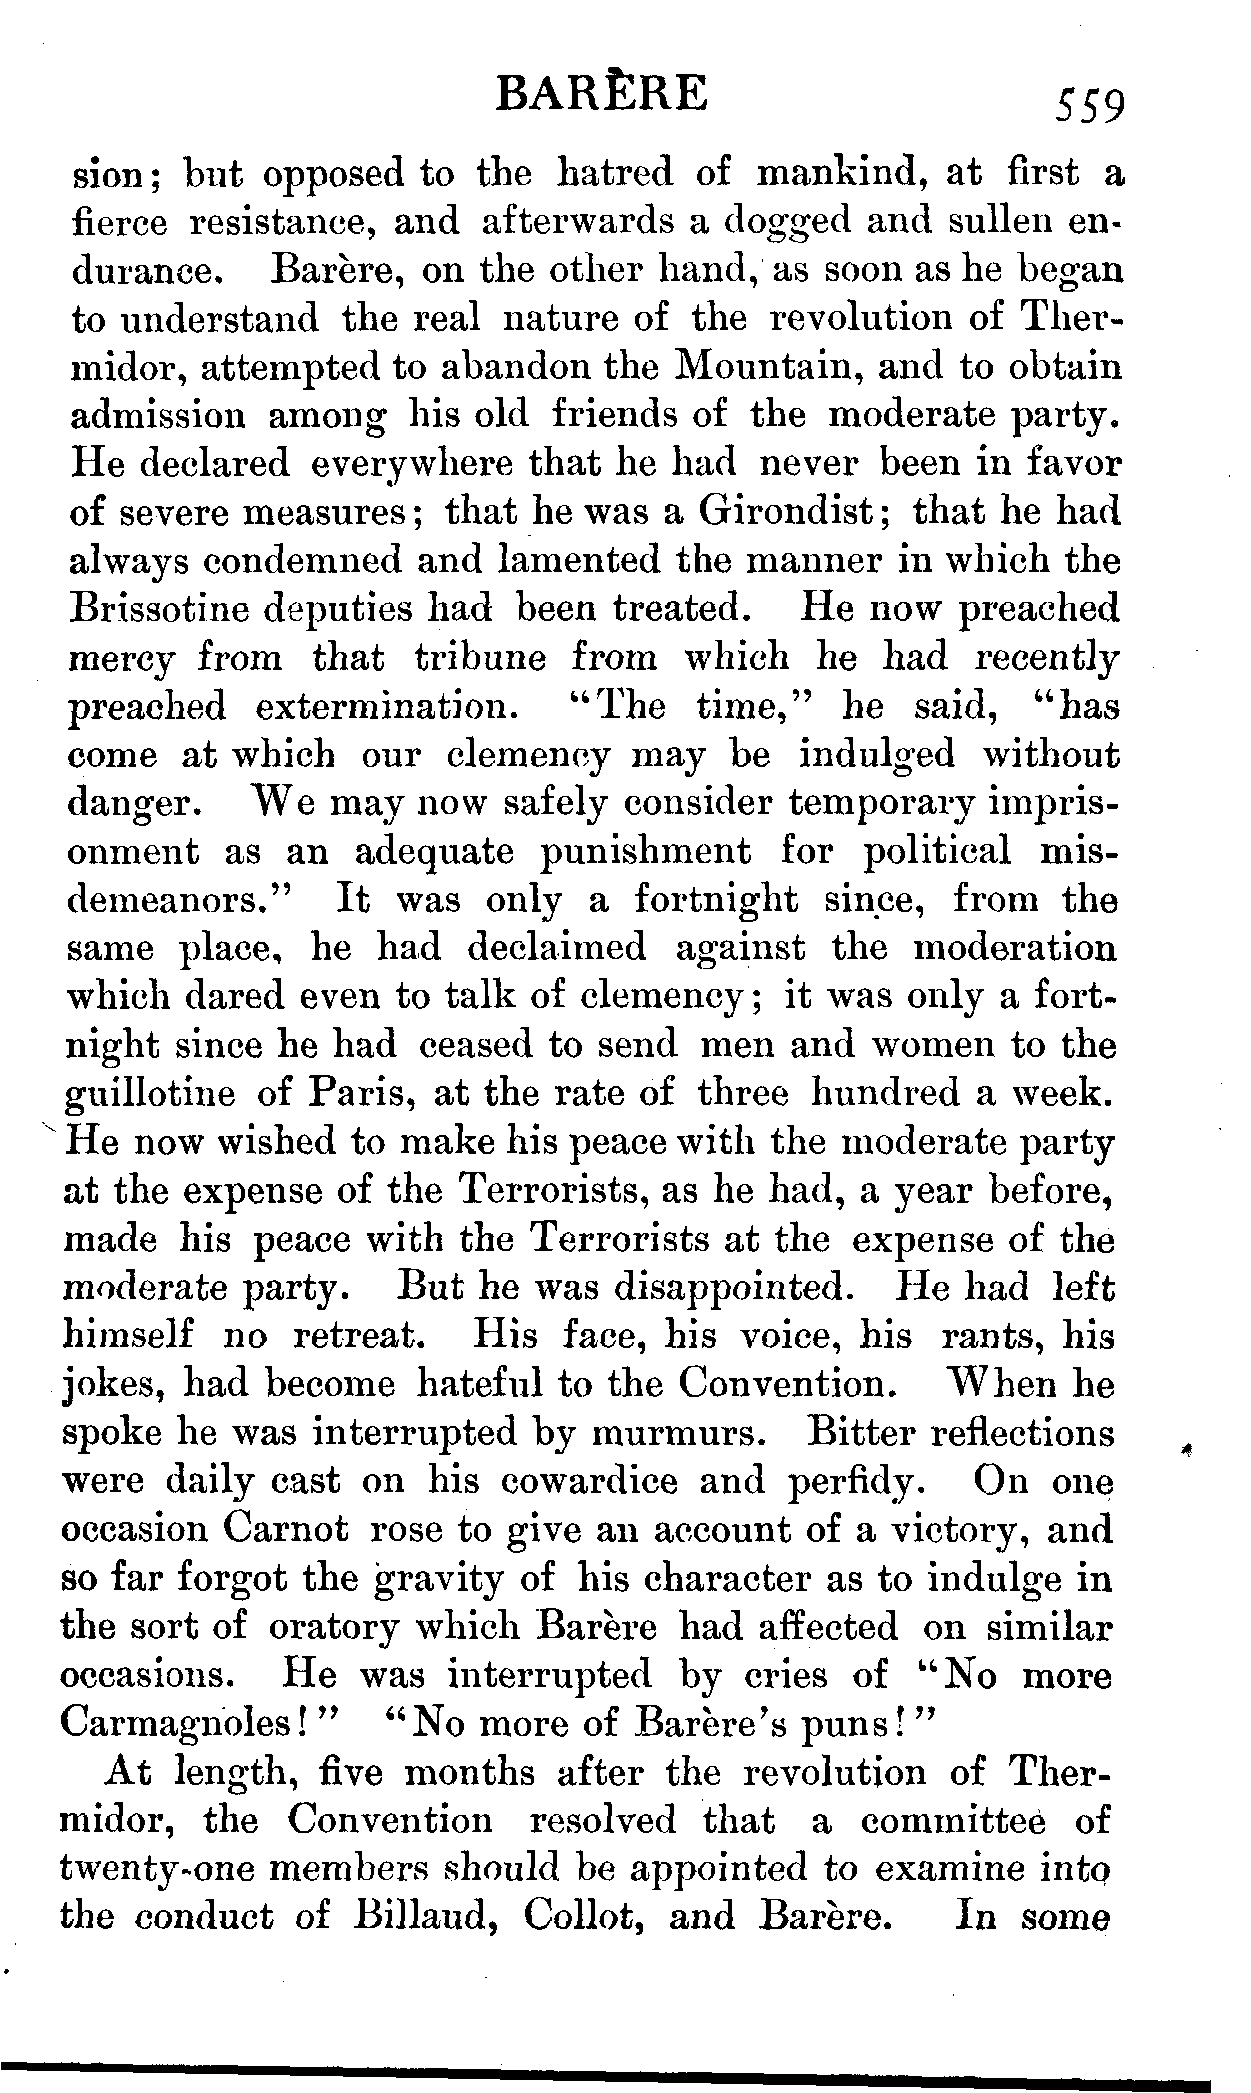 BARÈRE
559
sion; but opposed to the hatred of mankind, at first a
fierce resistance, and afterwards a dogged and sullen en-
durance. Barère, on the other hand, as soon as he began
to understand the real nature of the revolution of Ther-
midor, attempted to abandon the Mountain, and to obtain
admission among his old friends of the moderate party.
He declared everywhere that he had never been in favor
of severe measures; that he was a Girondist; that he had
always condemned and lamented the manner in which the
Brissotine deputies had been treated. He now preached
mercy from that tribune from which he had recently
preached extermination. "The time," he said, "has
come at which our clemency may be indulged without
danger. We may now safely consider temporary impris-
onment as an adequate punishment for political mis-
demeanors." It was only a fortnight since, from the
same place, he had declaimed against the moderation
which dared even to talk of clemency; it was only a fort-
night since he had ceased to send men and women to the
guillotine of Paris, at the rate of three hundred a week.
He now wished to make his peace with the moderate party
at the expense of the Terrorists, as he had, a year before,
made his peace with the Terrorists at the expense of the
moderate party. But he was disappointed. He had left
himself no retreat. His face, his voice, his rants, his
jokes, had become hateful to the Convention. When he
spoke he was interrupted by murmurs. Bitter reflections
were daily cast on his cowardice and perfidy. On one
occasion Carnot rose to give an account of a victory, and
so far forgot the gravity of his character as to indulge in
the sort of oratory which Barère had affected on similar
occasions. He was interrupted by cries of "No more
Carmagnoles!" "No more of Barère's puns!"
At length, five months after the revolution of Ther-
midor, the Convention resolved that a committee of
twenty-one members should be appointed to examine into
the conduct of Billaud, Collot, and Barère. In some